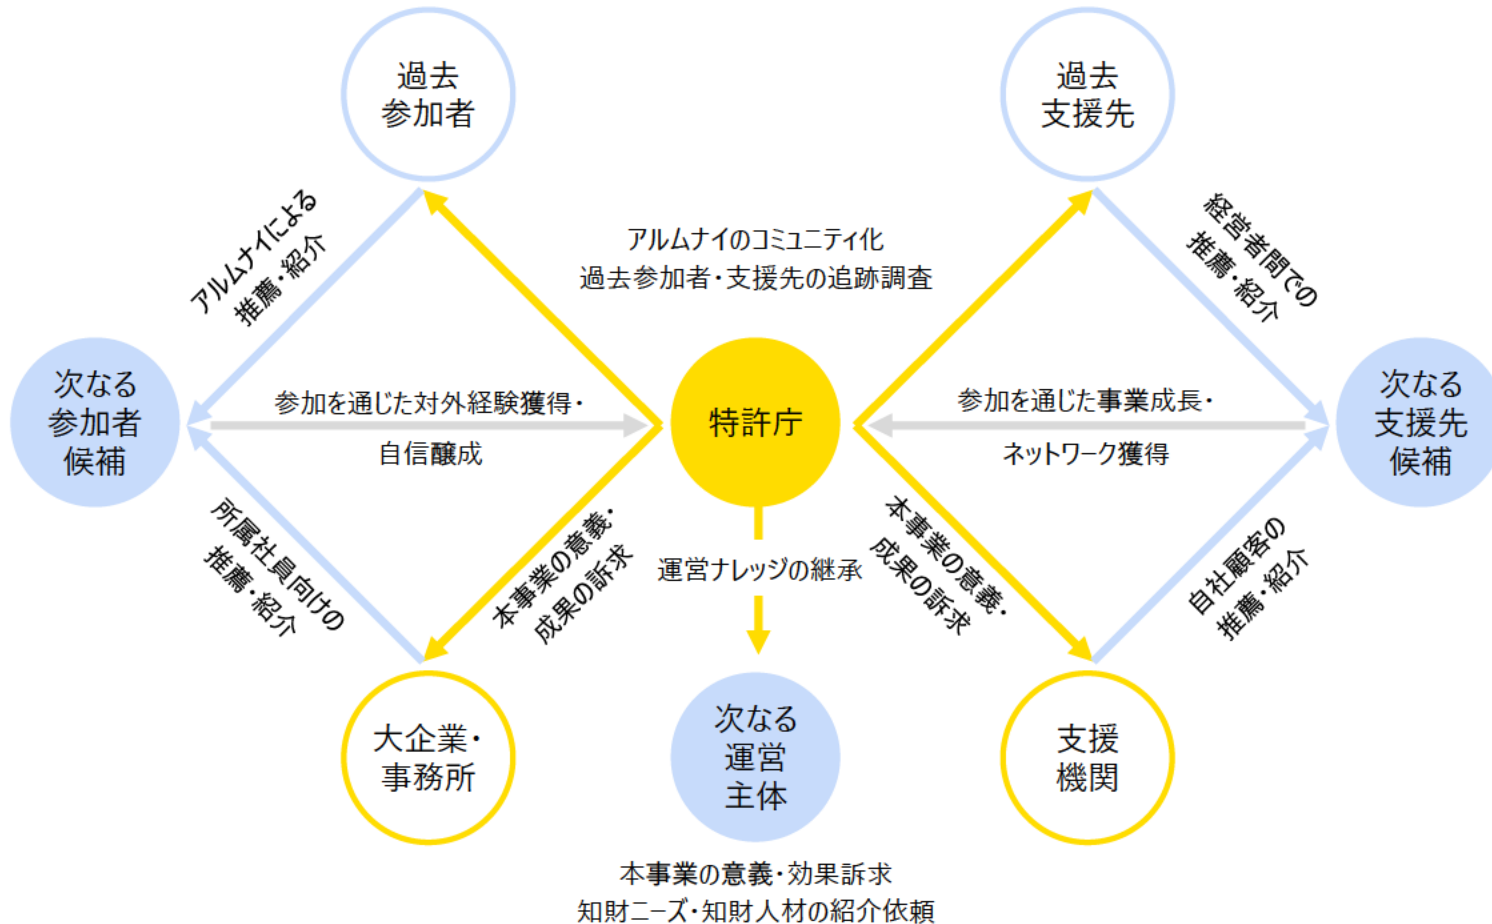 過去
参加者
過去
支援先
アルムナイによる
推薦・紹介
アルムナイのコミュニティ化
過去参加者・支援先の追跡調査
経営者間での
推薦・紹介
次なる
参加者
候補
参加を通じた対外経験獲得・
自信醸成
特許庁
参加を通じた事業成長・
ネットワーク獲得
次なる
支援先
候補
所属社員向けの
推薦・紹介
本事業の意義・
成果の訴求
運営ナレッジの継承
本事業の意義・
成果の訴求
自社顧客の
推薦・紹介
大企業・
事務所
次なる
運営
主体
支援
機関
本事業の意義・効果訴求
知財ニーズ・知財人材の紹介依頼